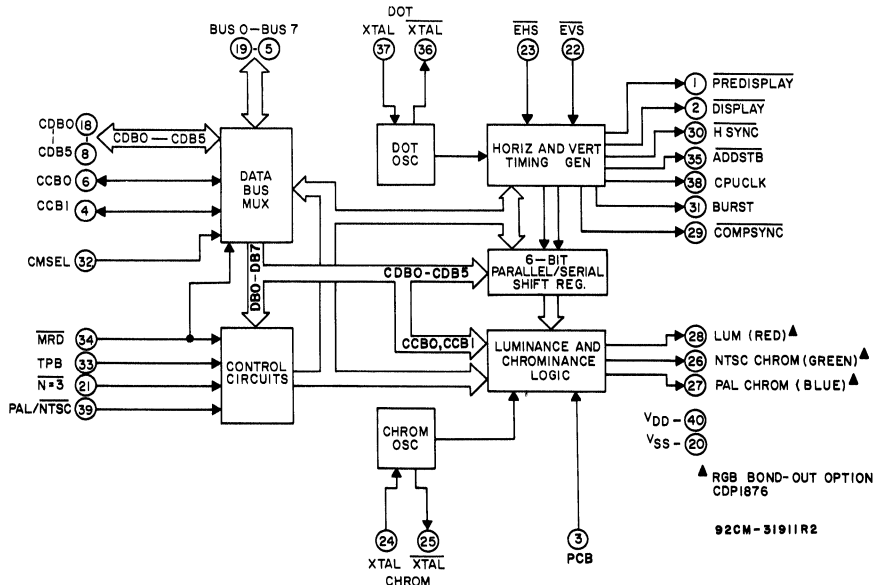 BUS 0–BUS 7
19 - 5
DOT
XTAL
XTAL
37
36
EHS
23
EVS
22
CDB0 18
CDB5 8
CDB0–CDB5
CCB0 6
CCB1 4
CMSEL 32
DATA
BUS
MUX
DOT
OSC
HORIZ AND VERT
TIMING GEN
1 PREDISPLAY
2 DISPLAY
30 H SYNC
35 ADDSTB
38 CPUCLK
31 BURST
29 COMPSYNC
DB0-DB7
CDB0-CDB5
6-BIT
PARALLEL/SERIAL
SHIFT REG.
CCB0, CCB1
MRD 34
TPB 33
N=3 21
PAL/NTSC 39
CONTROL
CIRCUITS
LUMINANCE AND
CHROMINANCE
LOGIC
28 LUM (RED)▲
26 NTSC CHROM (GREEN)▲
27 PAL CHROM (BLUE)▲
CHROM
OSC
VDD - 40
VSS - 20
▲ RGB BOND-OUT OPTION
CDP1876
24
25
XTAL
XTAL
CHROM
3
PCB
92CM-31911R2